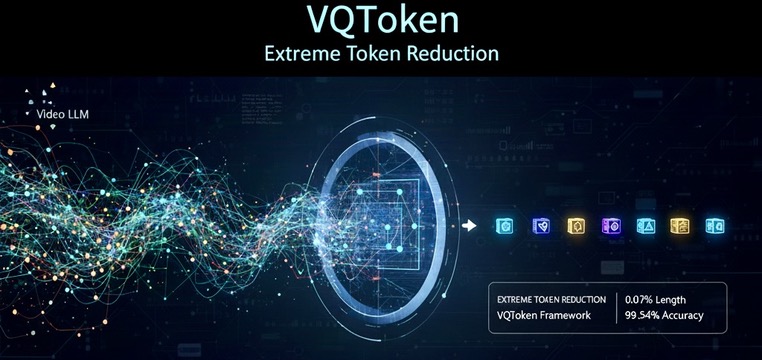 VQToken
Extreme Token Reduction
Video LLM
EXTREME TOKEN REDUCTION
0.07% Length
VQToken Framework
99.54% Accuracy